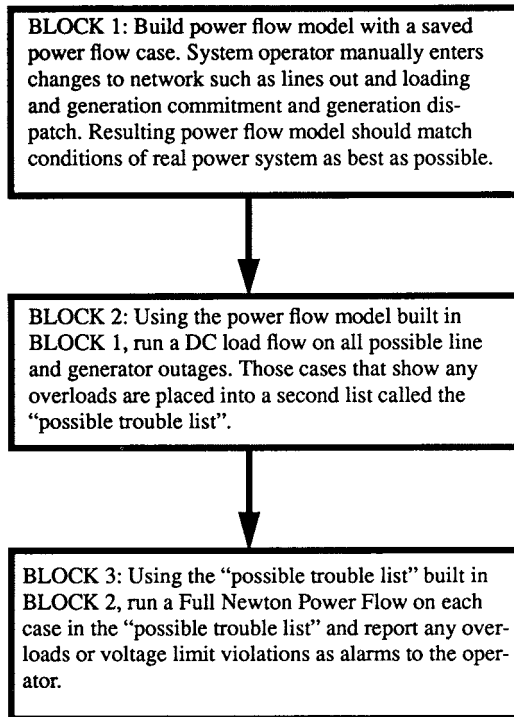 BLOCK 1: Build power flow model with a saved
power flow case. System operator manually enters
changes to network such as lines out and loading
and generation commitment and generation dis-
patch. Resulting power flow model should match
conditions of real power system as best as possible.
BLOCK 2: Using the power flow model built in
BLOCK 1, run a DC load flow on all possible line
and generator outages. Those cases that show any
overloads are placed into a second list called the
“possible trouble list”.
BLOCK 3: Using the “possible trouble list” built in
BLOCK 2, run a Full Newton Power Flow on each
case in the “possible trouble list” and report any over-
loads or voltage limit violations as alarms to the oper-
ator.